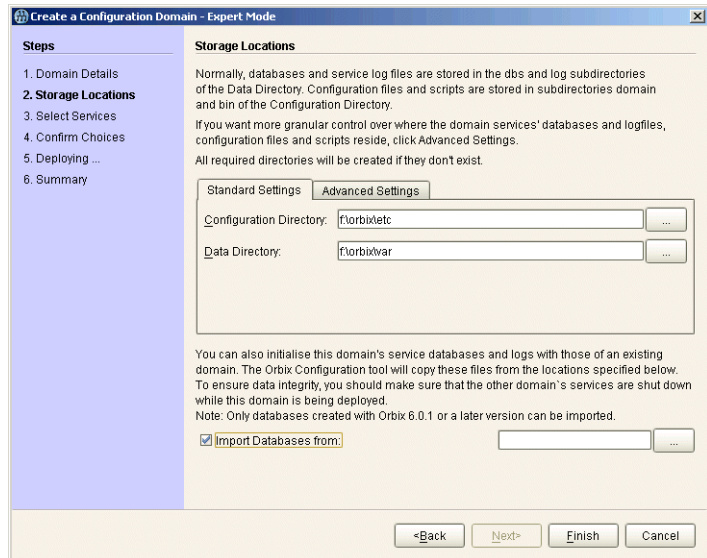 Create a Configuration Domain - Expert Mode
Steps
1. Domain Details
2. Storage Locations
3. Select Services
4. Confirm Choices
5. Deploying ...
6. Summary
Storage Locations
Normally, databases and service log files are stored in the dbs and log subdirectories
of the Data Directory. Configuration files and scripts are stored in subdirectories domain
and bin of the Configuration Directory.
If you want more granular control over where the domain services' databases and logfiles,
configuration files and scripts reside, click Advanced Settings.
All required directories will be created if they don't exist.
Standard Settings
Advanced Settings
Configuration Directory: f:\orbix\etc ...
Data Directory: f:\orbix\var ...
You can also initialise this domain's service databases and logs with those of an existing
domain. The Orbix Configuration tool will copy these files from the locations specified below.
To ensure data integrity, you should make sure that the other domain`s services are shut down
while this domain is being deployed.
Note: Only databases created with Orbix 6.0.1 or a later version can be imported.
Import Databases from: ...
<Back Next> Finish Cancel